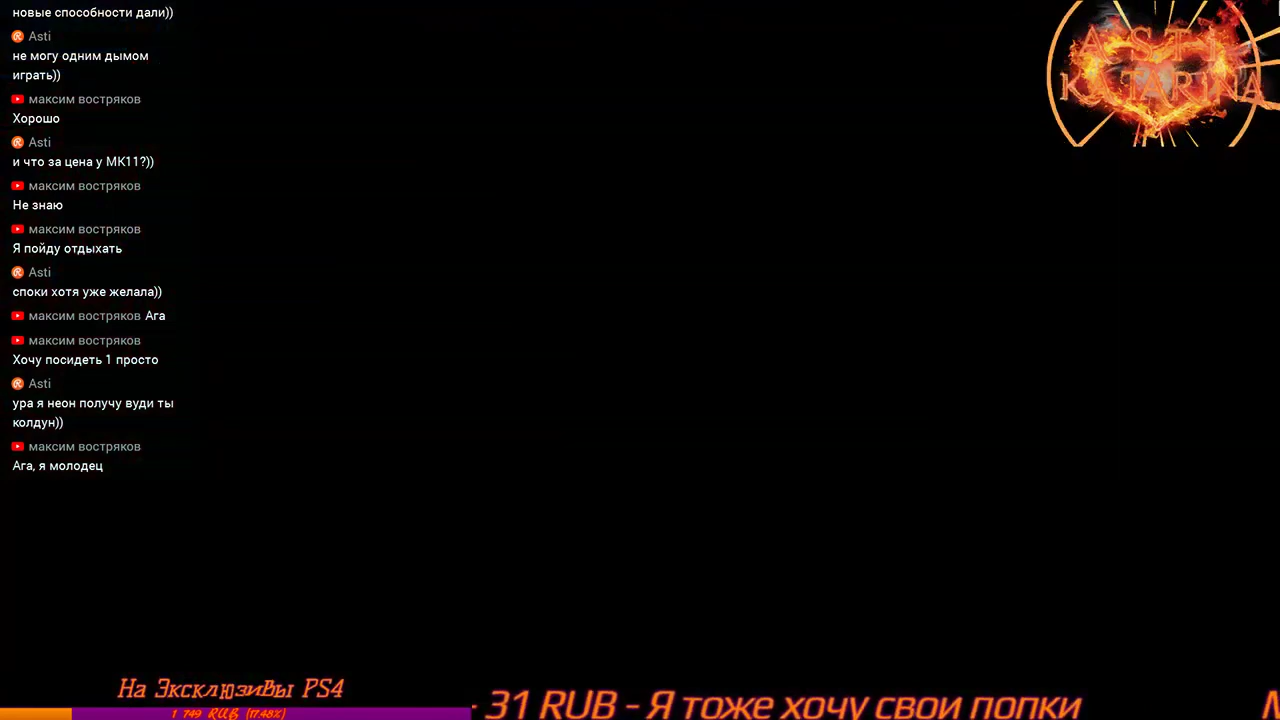 новые способности дали))
Asti
не могу одним дымом
играть))
максим востряков
Хорошо
Asti
и что за цена у МК11?))
максим востряков
Не знаю
максим востряков
Я пойду отдыхать
Asti
споки хотя уже желала))
максим востряков Ага
максим востряков
Хочу посидеть 1 просто
Asti
ура я неон получу вуди ты
колдун))
максим востряков
Ага, я молодец
ASTI
KATARINA
На Эксклюзивы PS4
1 749 RUB (17.48%)
- 31 RUB - Я тоже хочу свои попки